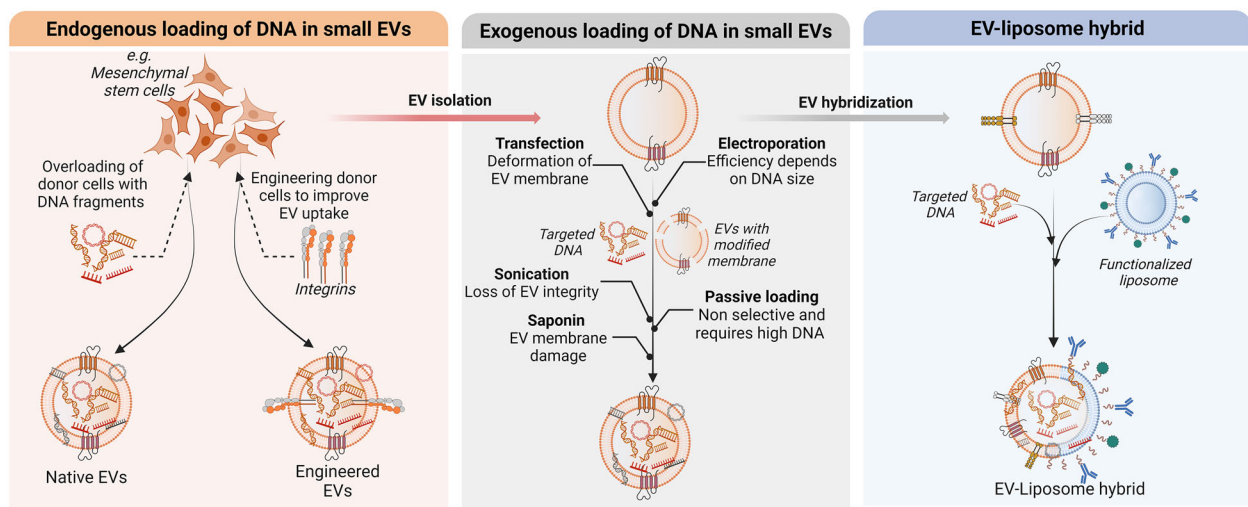 Endogenous loading of DNA in small EVs
e.g.
Mesenchymal
stem cells
Overloading of
donor cells with
DNA fragments
Engineering donor
cells to improve
EV uptake
Integrins
Native EVs
Engineered
EVs
EV isolation
Exogenous loading of DNA in small EVs
Transfection
Deformation of
EV membrane
Electroporation
Efficiency depends
on DNA size
Targeted
DNA
EVs with
modified
membrane
Sonication
Loss of EV integrity
Passive loading
Non selective and
requires high DNA
Saponin
EV membrane
damage
EV hybridization
EV-liposome hybrid
Targeted
DNA
Functionalized
liposome
EV-Liposome hybrid